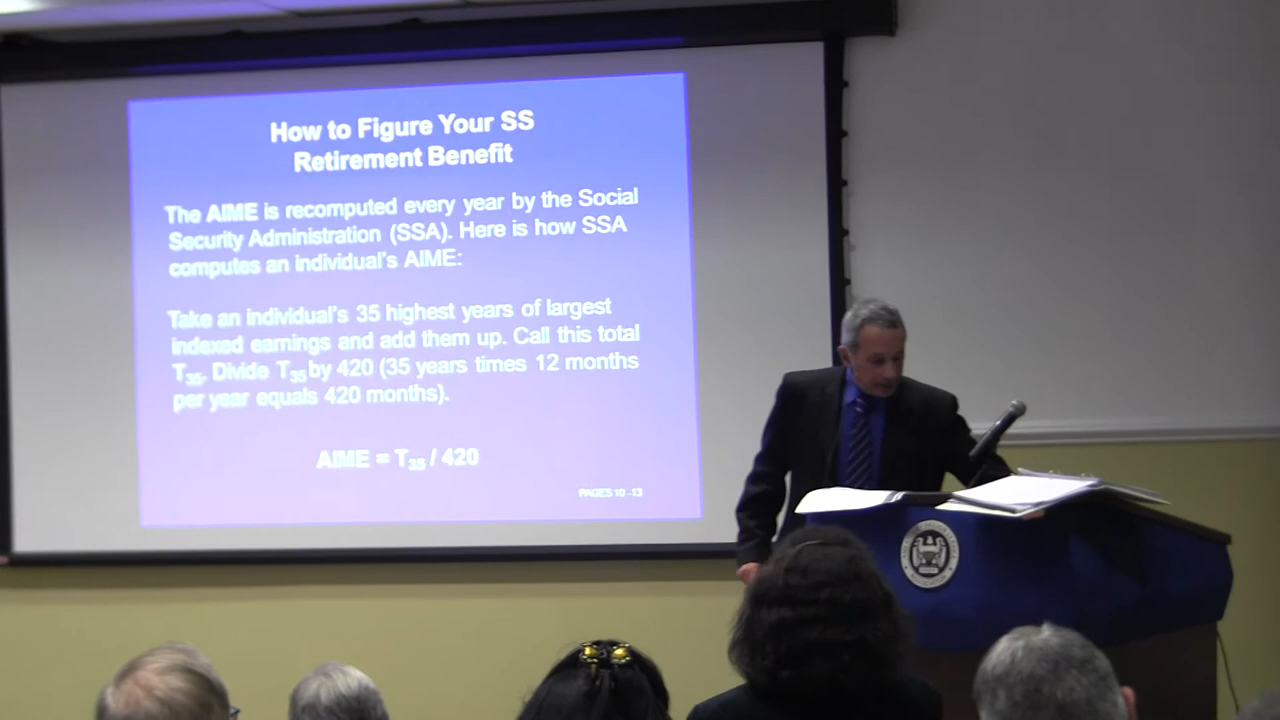 How to Figure Your SS
Retirement Benefit
The AIME is recomputed every year by the Social
Security Administration (SSA). Here is how SSA
computes an individual's AIME:
Take an individual's 35 highest years of largest
indexed earnings and add them up. Call this total
T35. Divide T35 by 420 (35 years times 12 months
per year equals 420 months).
AIME = T35 / 420
PAGES 10 -13